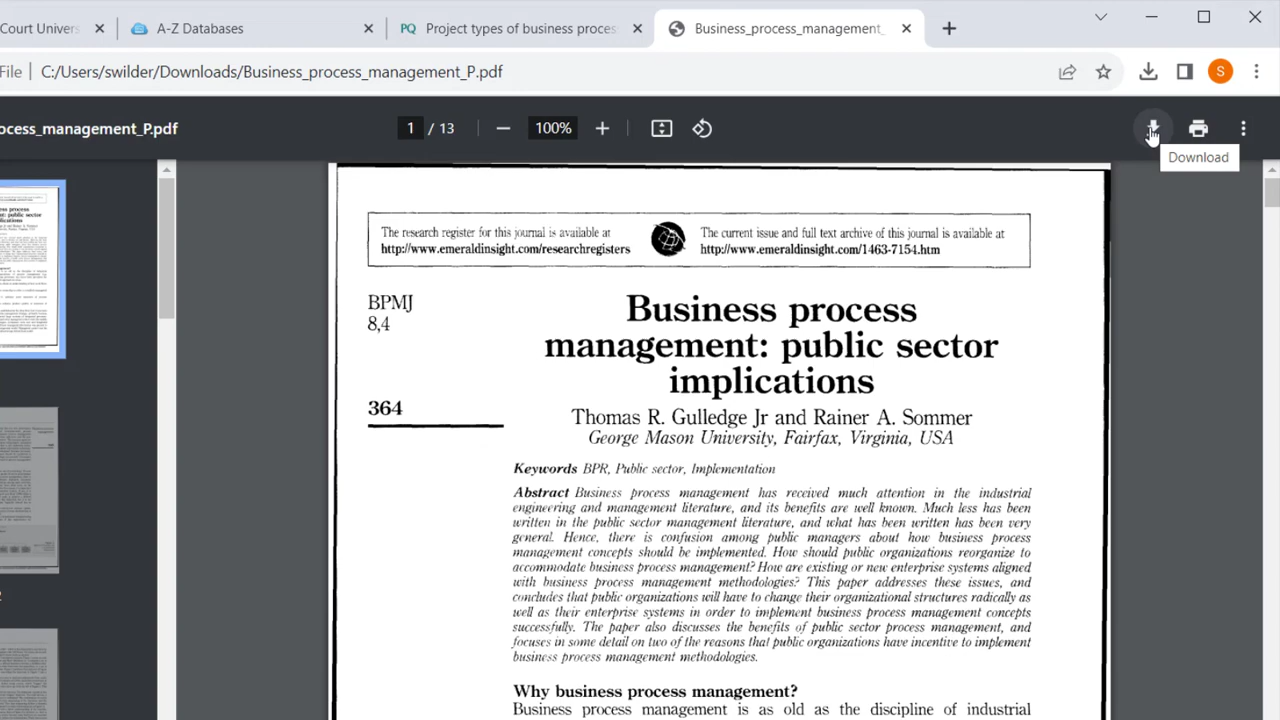 Court Univers
A-Z Databases
PQ Project types of business proces
Business_process_management_
File C:/Users/swilder/Downloads/Business_process_management_P.pdf
S
ocess_management_P.pdf
1 / 13
100%
Download
The research register for this journal is available at
http://www.emeraldinsight.com/researchregisters
The current issue and full text archive of this journal is available at
http://www.emeraldinsight.com/1463-7154.htm
BPMJ
8,4
364
Business process
management: public sector
implications
Thomas R. Gulledge Jr and Rainer A. Sommer
George Mason University, Fairfax, Virginia, USA
Keywords BPR, Public sector, Implementation
Abstract Business process management has received much attention in the industrial
engineering and management literature, and its benefits are well known. Much less has been
written in the public sector management literature, and what has been written has been very
general. Hence, there is confusion among public managers about how business process
management concepts should be implemented. How should public organizations reorganize to
accommodate business process management? How are existing or new enterprise systems aligned
with business process management methodologies? This paper addresses these issues, and
concludes that public organizations will have to change their organizational structures radically as
well as their enterprise systems in order to implement business process management concepts
successfully. The paper also discusses the benefits of public sector process management, and
focuses in some detail on two of the reasons that public organizations have incentive to implement
business process management methodologies.
Why business process management?
Business process management is as old as the discipline of industrial